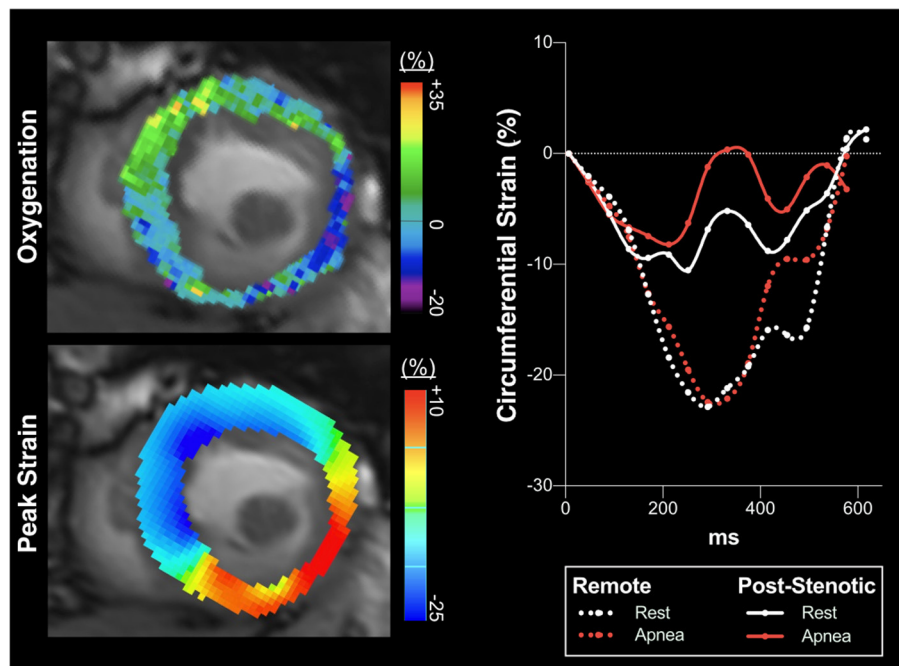 Oxygenation
(%)
+35
0
-20
Peak Strain
(%)
+10
-25
Circumferential Strain (%)
10
0
-10
-20
-30
0
200
400
600
ms
Remote
Rest
Apnea
Post-Stenotic
Rest
Apnea